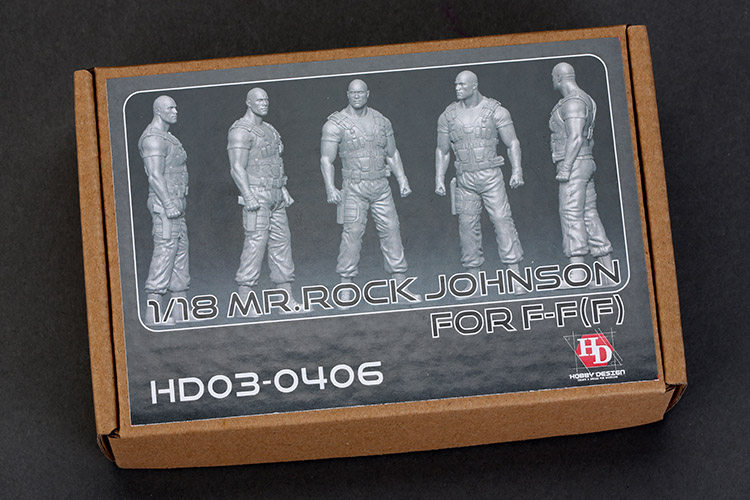 1/18 MR.ROCK JOHNSON
FOR F-F(F)
HD03-0406
HD
HOBBY DESIGN